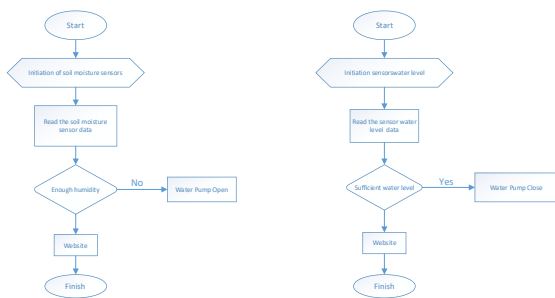 Start
Initiation of soil moisture sensors
Read the soil moisture
sensor data
Enough humidity
No
Water Pump Open
Website
Finish
Start
Initiation sensorswater level
Read the sensor water
level data
Sufficient water level
Yes
Water Pump Close
Website
Finish